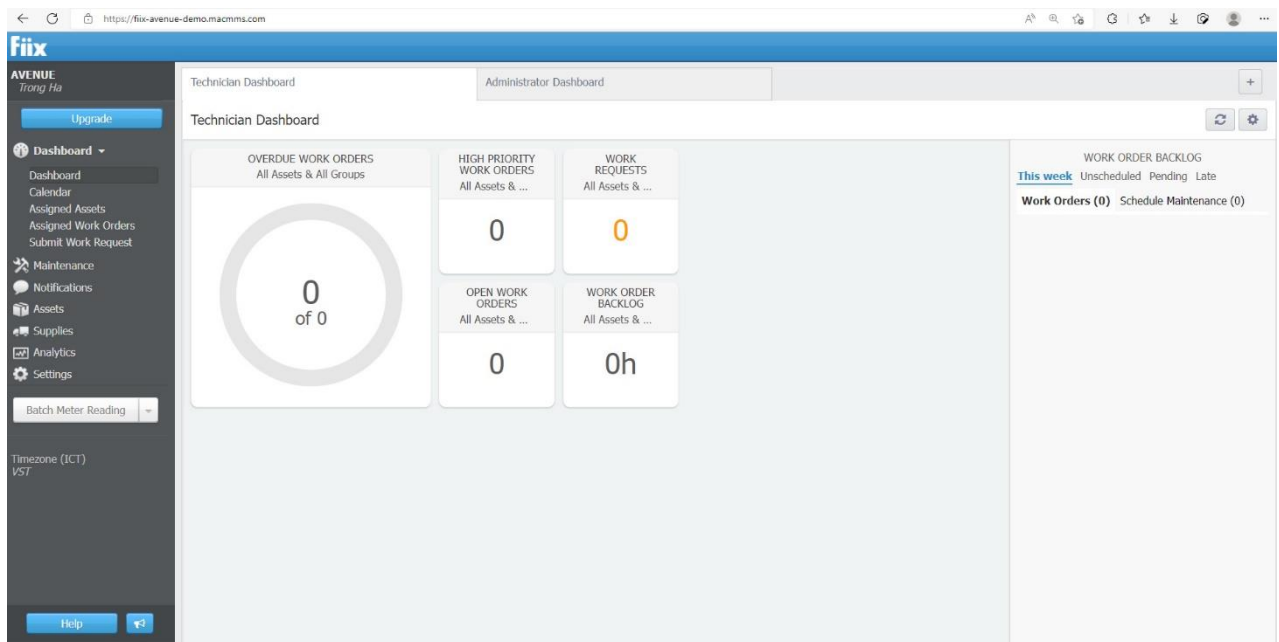 https://fiix-avenue-demo.macmms.com
fiix
AVENUE
Trong Ha
Upgrade
Dashboard
Dashboard
Calendar
Assigned Assets
Assigned Work Orders
Submit Work Request
Maintenance
Notifications
Assets
Supplies
Analytics
Settings
Batch Meter Reading
Timezone (ICT)
VST
Help
Technician Dashboard
Administrator Dashboard
+
Technician Dashboard
OVERDUE WORK ORDERS
All Assets & All Groups
0
of 0
HIGH PRIORITY
WORK ORDERS
All Assets & ...
0
WORK
REQUESTS
All Assets & ...
0
OPEN WORK
ORDERS
All Assets & ...
0
WORK ORDER
BACKLOG
All Assets & ...
0h
WORK ORDER BACKLOG
This week Unscheduled Pending Late
Work Orders (0) Schedule Maintenance (0)